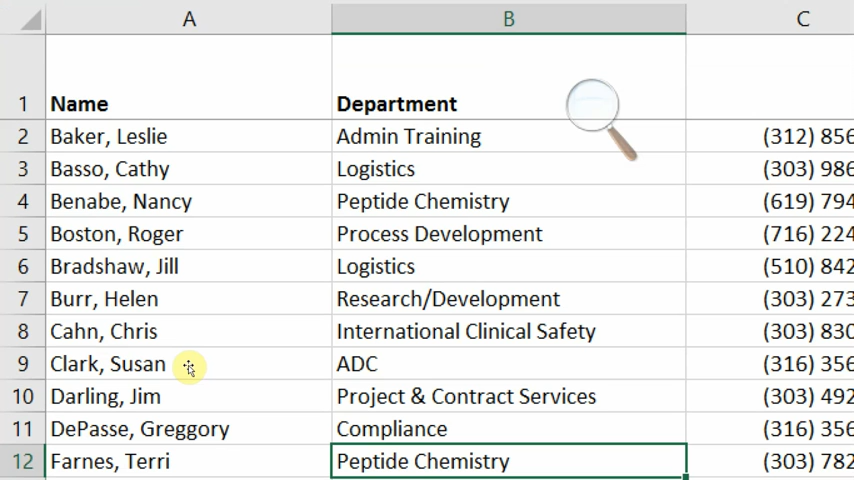 A B C
1 Name Department
2 Baker, Leslie Admin Training (312) 856
3 Basso, Cathy Logistics (303) 986
4 Benabe, Nancy Peptide Chemistry (619) 794
5 Boston, Roger Process Development (716) 224
6 Bradshaw, Jill Logistics (510) 842
7 Burr, Helen Research/Development (303) 273
8 Cahn, Chris International Clinical Safety (303) 830
9 Clark, Susan ADC (316) 356
10 Darling, Jim Project & Contract Services (303) 492
11 DePasse, Greggory Compliance (316) 356
12 Farnes, Terri Peptide Chemistry (303) 782